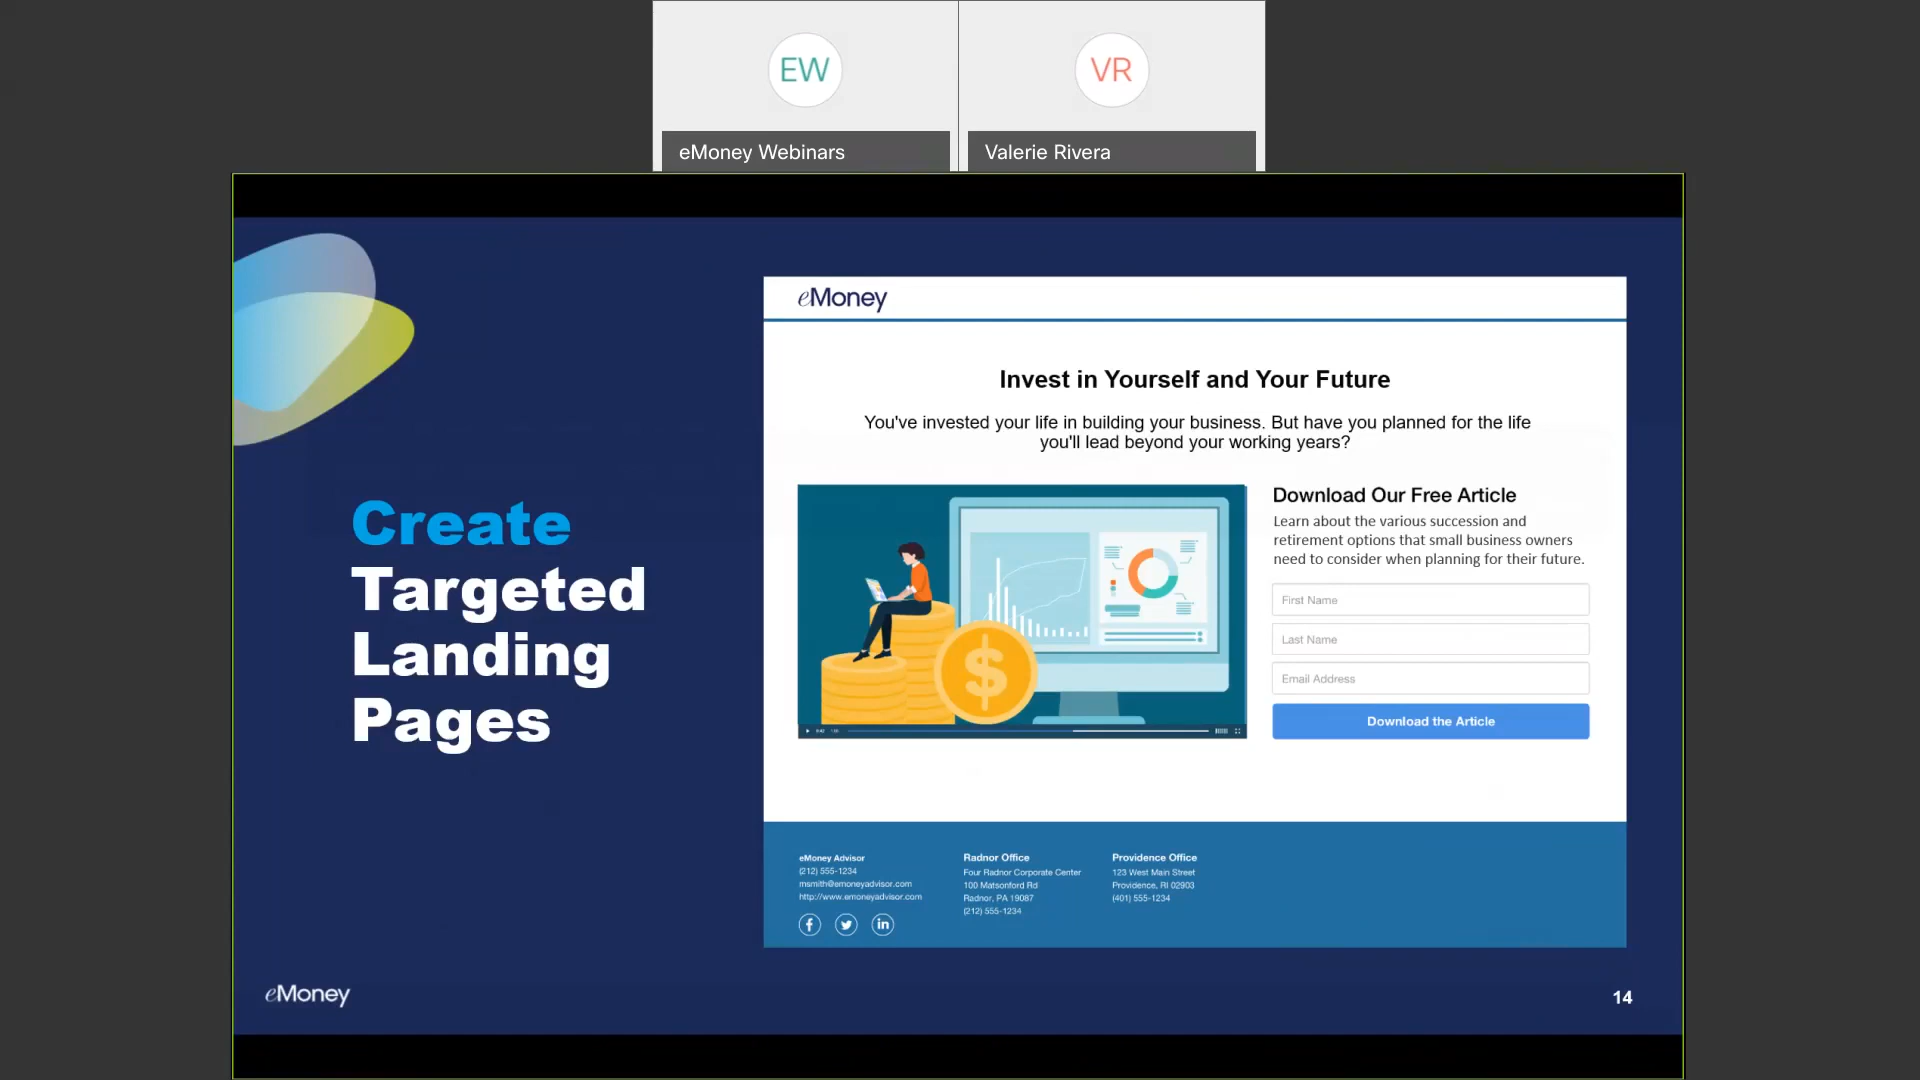 EW
VR
eMoney Webinars
Valerie Rivera
eMoney
Invest in Yourself and Your Future
You've invested your life in building your business. But have you planned for the life
you'll lead beyond your working years?
Create
Targeted
Landing
Pages
$
Download Our Free Article
Learn about the various succession and
retirement options that small business owners
need to consider when planning for their future.
First Name
Last Name
Email Address
Download the Article
eMoney Advisor
(212) 555-1234
msmith@emoneyadvisor.com
http://www.emoneyadvisor.com
Radnor Office
Four Radnor Corporate Center
100 Matsonford Rd
Radnor, PA 19087
(212) 555-1234
Providence Office
123 West Main Street
Providence, RI 02903
(401) 555-1234
eMoney
14